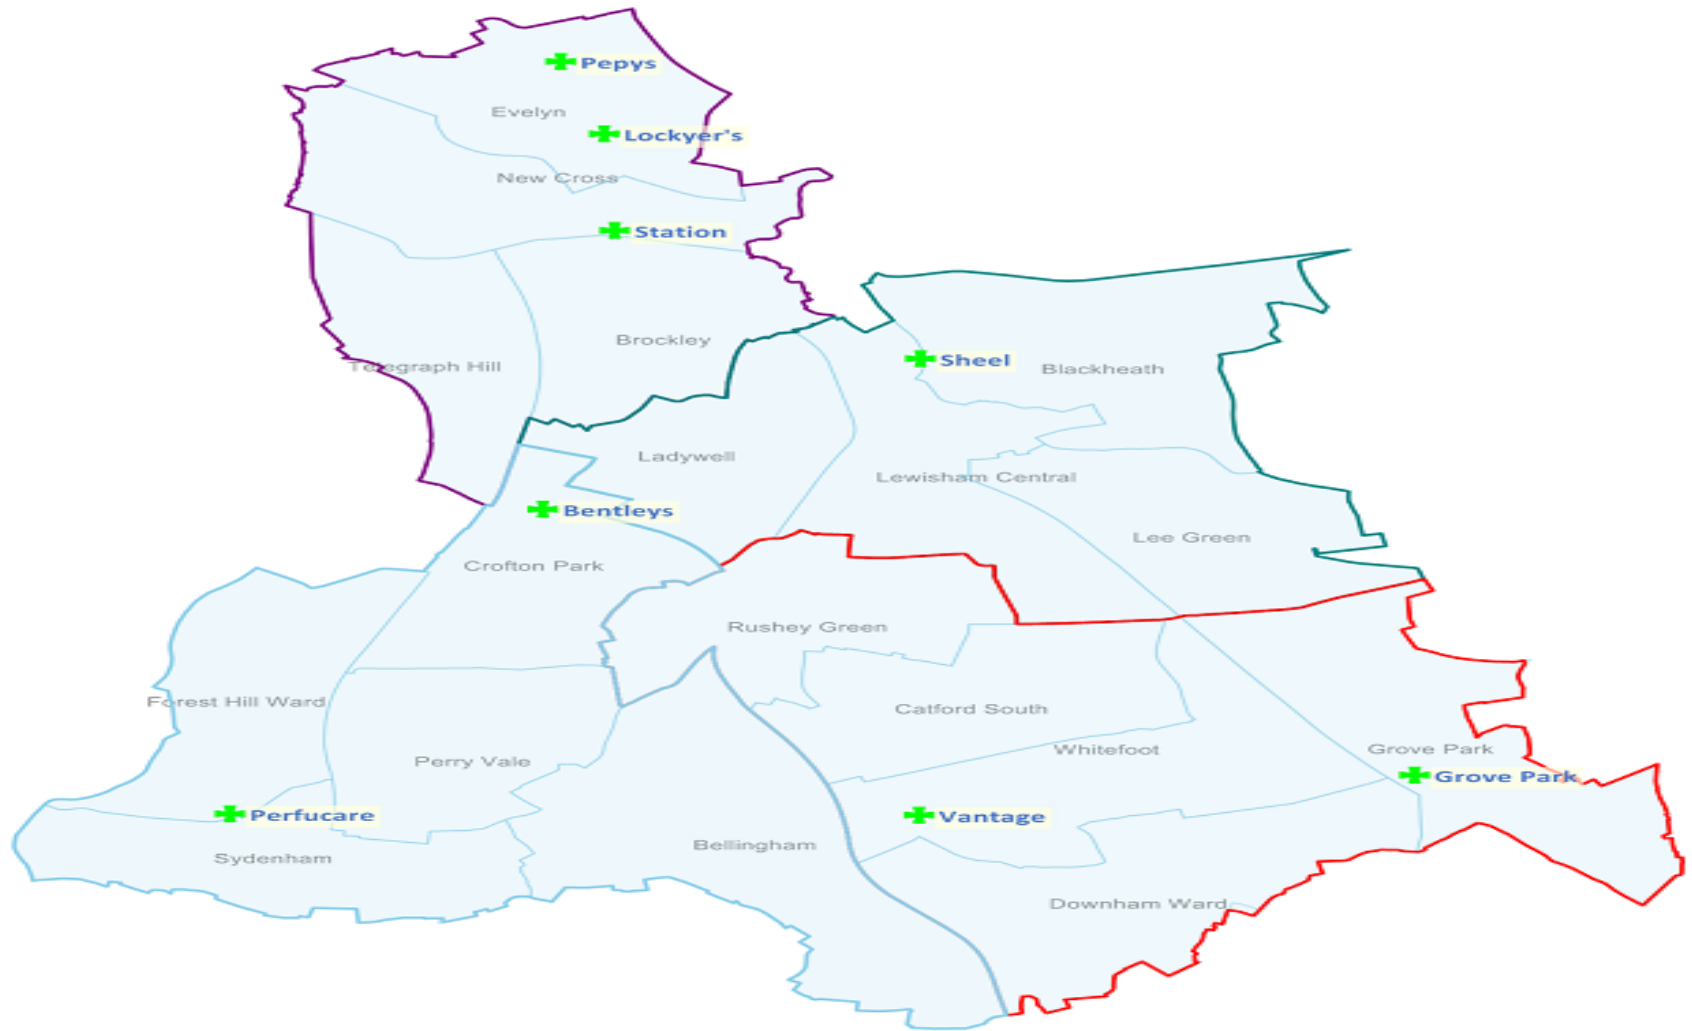 Pepys
Evelyn
Lockyer's
New Cross
Station
Brockley
Telegraph Hill
Sheel
Blackheath
Ladywell
Lewisham Central
Bentleys
Lee Green
Crofton Park
Rushey Green
Forest Hill Ward
Catford South
Whitefoot
Grove Park
Perry Vale
Grove Park
Perfucare
Vantage
Bellingham
Sydenham
Downham Ward